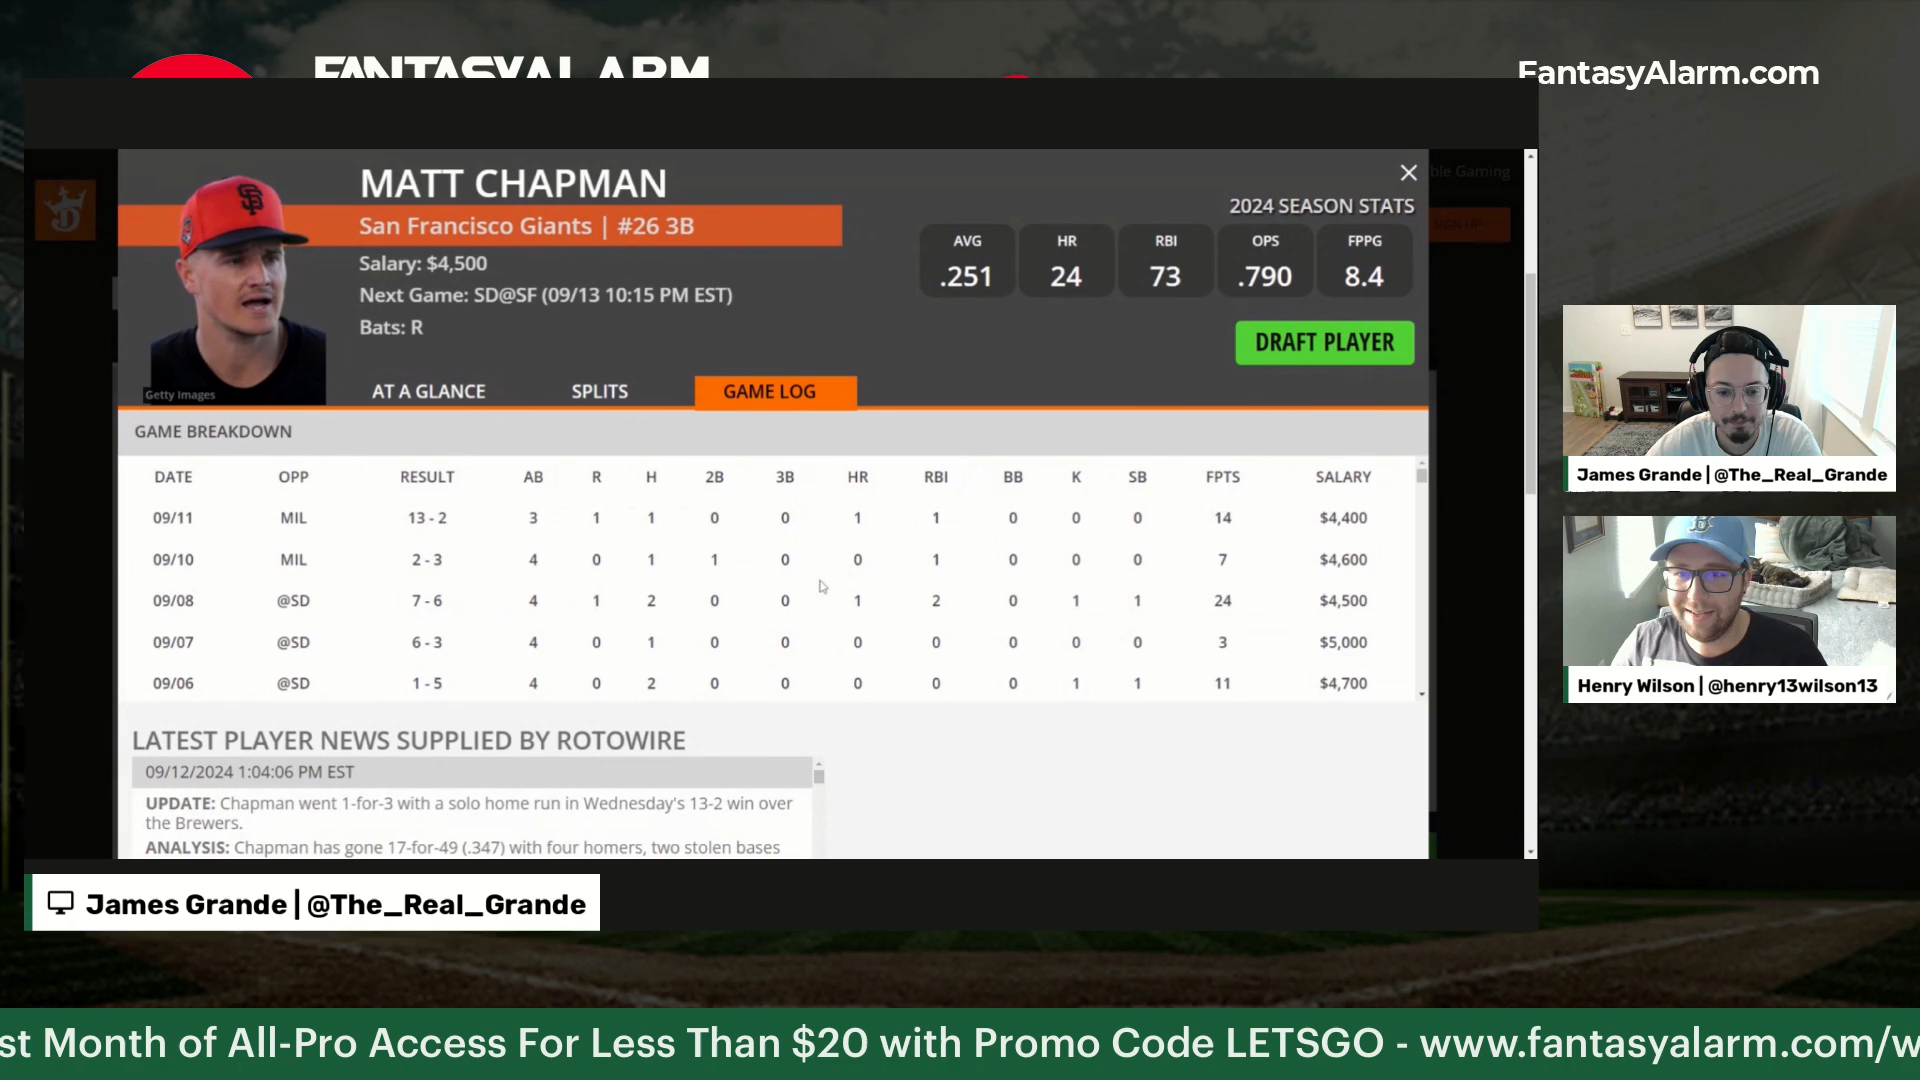 FANTASYALARM
FantasyAlarm.com
ble Gaming
SIGN UP
MATT CHAPMAN
San Francisco Giants | #26 3B
Salary: $4,500
Next Game: SD@SF (09/13 10:15 PM EST)
Bats: R
Getty Images
2024 SEASON STATS
AVG HR RBI OPS FPPG
.251 24 73 .790 8.4
DRAFT PLAYER
AT A GLANCE SPLITS GAME LOG
GAME BREAKDOWN
DATE OPP RESULT AB R H 2B 3B HR RBI BB K SB FPTS SALARY
09/11 MIL 13 - 2 3 1 1 0 0 1 1 0 0 0 14 $4,400
09/10 MIL 2 - 3 4 0 1 1 0 0 1 0 0 0 7 $4,600
09/08 @SD 7 - 6 4 1 2 0 0 1 2 0 1 1 24 $4,500
09/07 @SD 6 - 3 4 0 1 0 0 0 0 0 0 0 3 $5,000
09/06 @SD 1 - 5 4 0 2 0 0 0 0 0 1 1 11 $4,700
LATEST PLAYER NEWS SUPPLIED BY ROTOWIRE
09/12/2024 1:04:06 PM EST
UPDATE: Chapman went 1-for-3 with a solo home run in Wednesday's 13-2 win over
the Brewers.
ANALYSIS: Chapman has gone 17-for-49 (.347) with four homers, two stolen bases
James Grande | @The_Real_Grande
Henry Wilson | @henry13wilson13
James Grande | @The_Real_Grande
st Month of All-Pro Access For Less Than $20 with Promo Code LETSGO - www.fantasyalarm.com/w